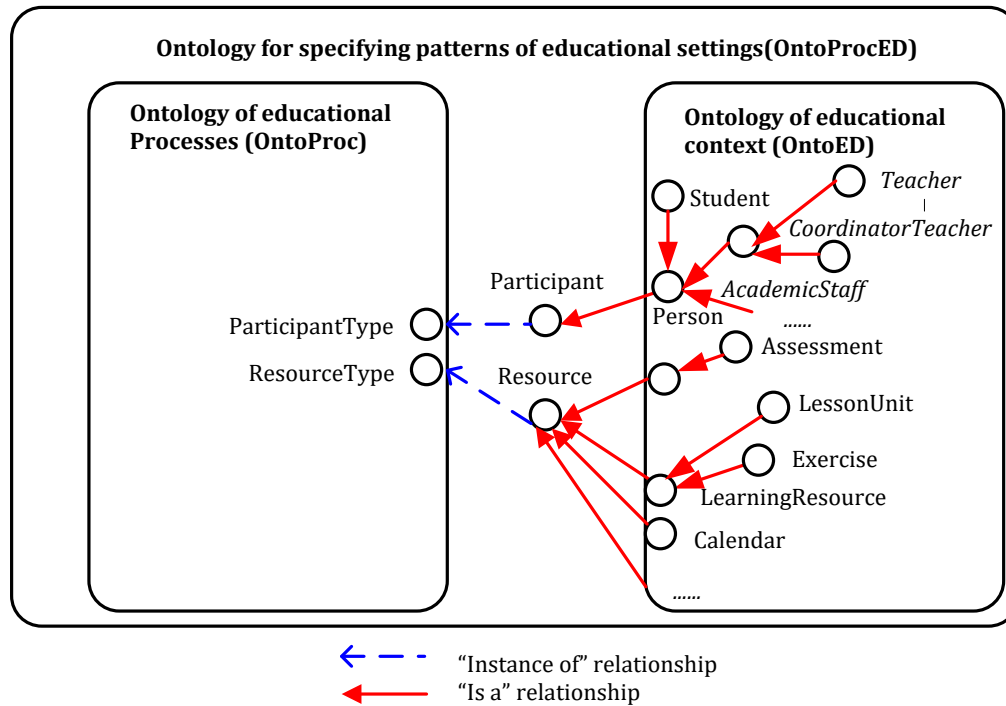 Ontology for specifying patterns of educational settings(OntoProcED)
Ontology of educational
Processes (OntoProc)
Ontology of educational
context (OntoED)
Teacher
Student
CoordinatorTeacher
Participant
AcademicStaff
Person
......
ParticipantType
Assessment
ResourceType
Resource
LessonUnit
Exercise
LearningResource
Calendar
......
“Instance of” relationship
“Is a” relationship